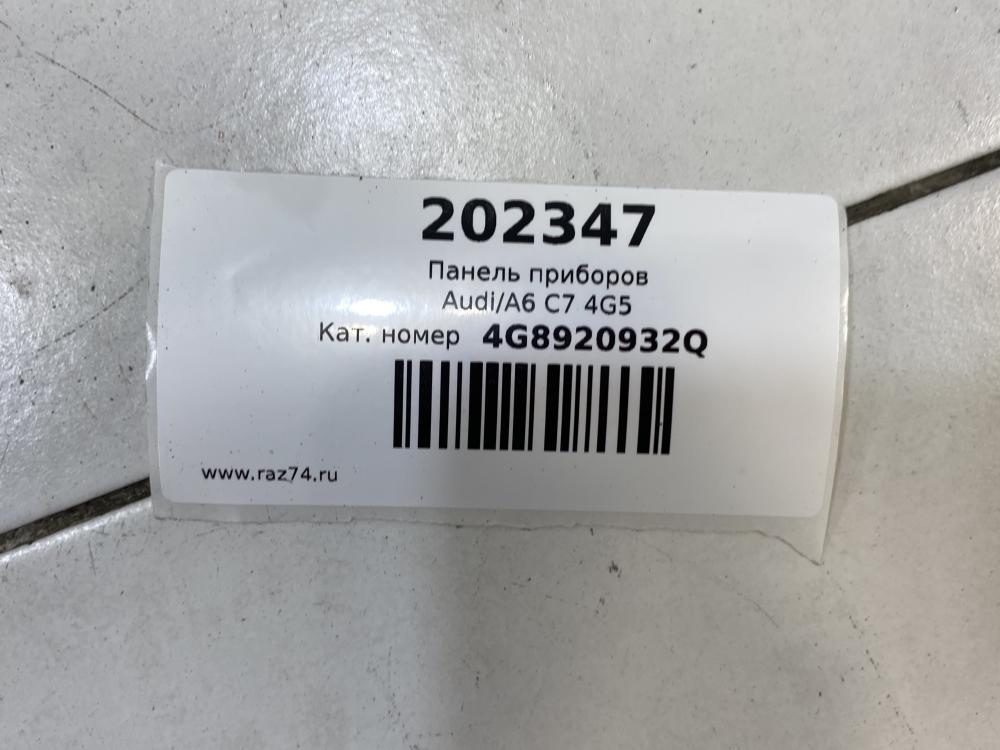 202347
Панель приборов
Audi/A6 C7 4G5
Кат. номер 4G8920932Q
www.raz74.ru